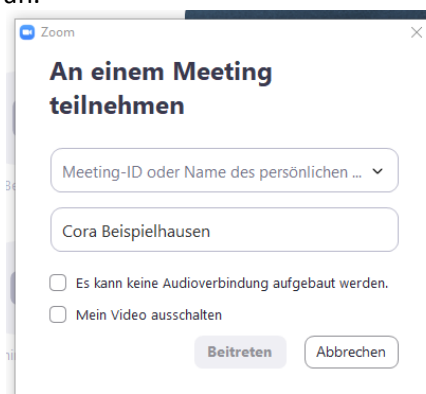 an.
Zoom
An einem Meeting
teilnehmen
Meeting-ID oder Name des persönlichen ...
Cora Beispielhausen
Es kann keine Audioverbindung aufgebaut werden.
Mein Video ausschalten
Beitreten Abbrechen